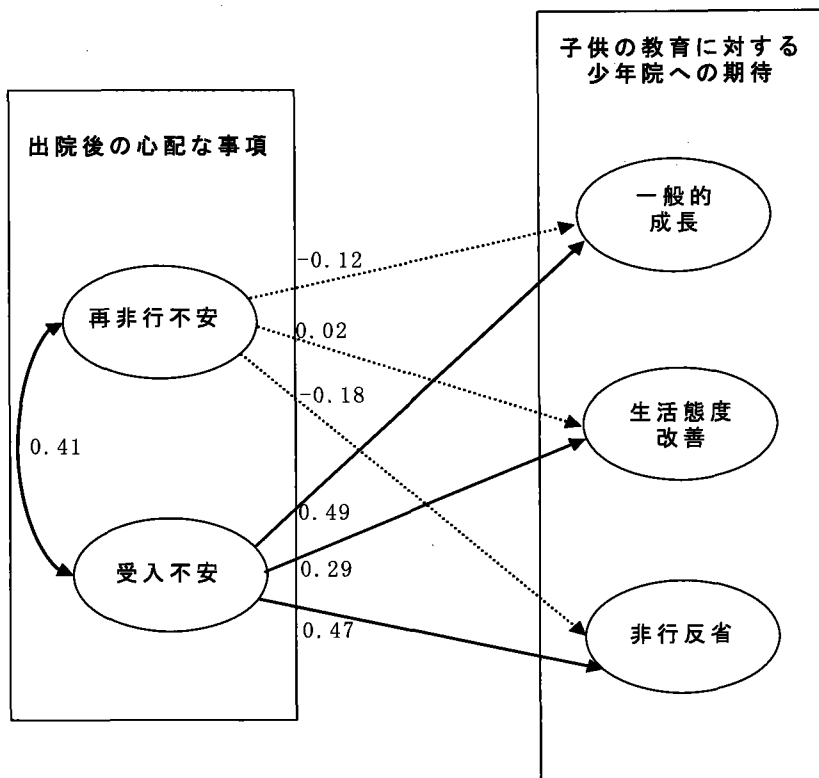 子供の教育に対する
少年院への期待
出院後の心配な事項
一般的
成長
-0.12
再非行不安
0.02
-0.18
生活態度
改善
0.41
0.49
受入不安
0.29
0.47
非行反省